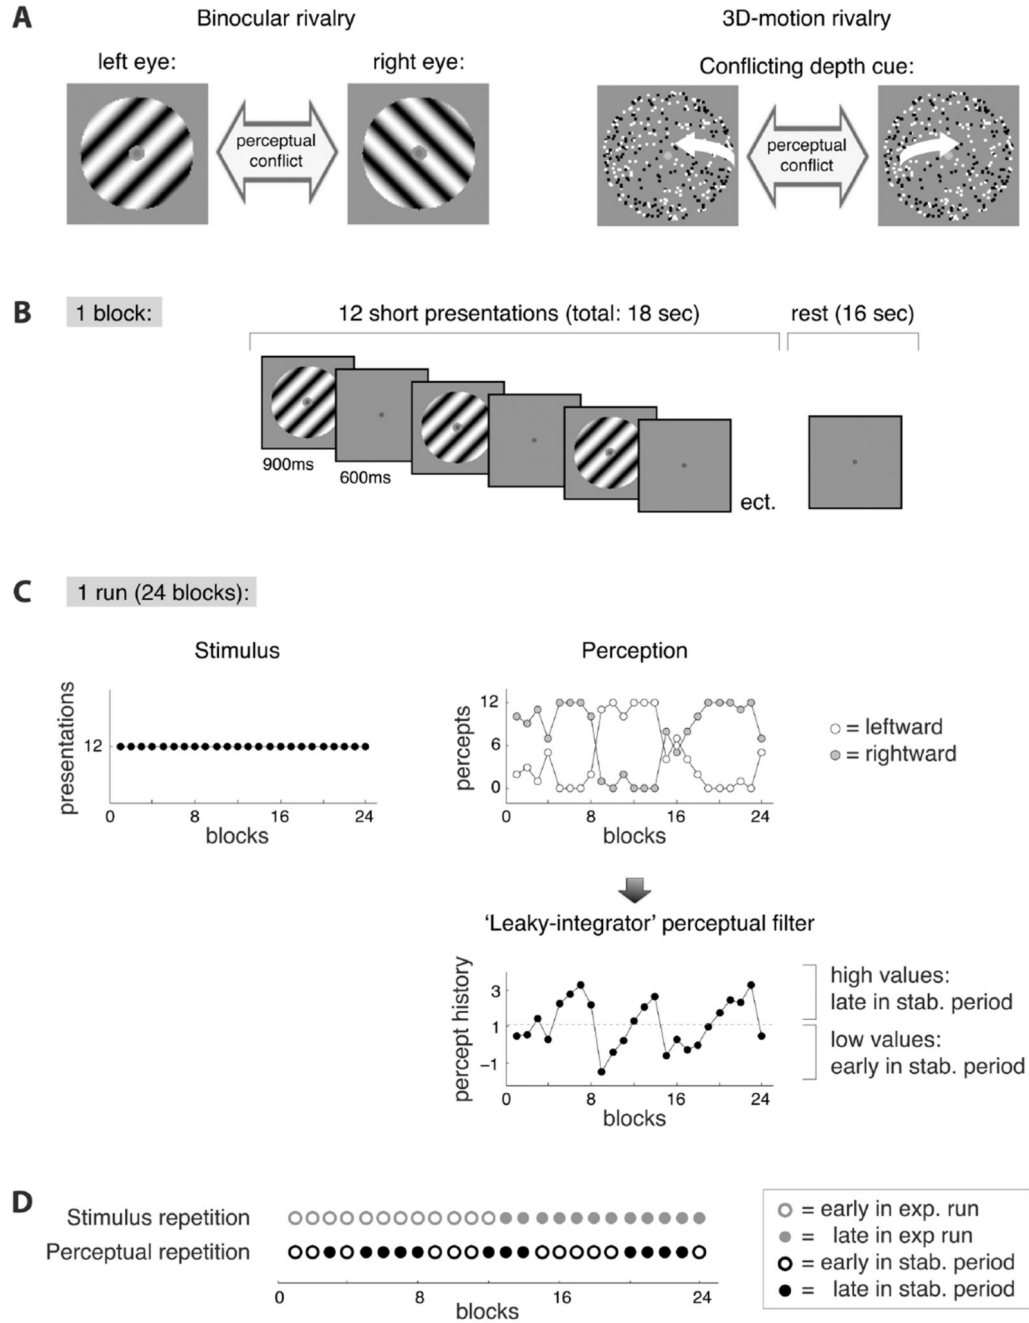 A
Binocular rivalry
3D-motion rivalry
left eye:
right eye:
Conflicting depth cue:
perceptual
conflict
perceptual
conflict
B
1 block:
12 short presentations (total: 18 sec)
rest (16 sec)
900ms
600ms
ect.
C
1 run (24 blocks):
Stimulus
Perception
presentations
12
0 8 16 24
blocks
percepts
12
6
0
0 8 16 24
blocks
= leftward
= rightward
‘Leaky-integrator’ perceptual filter
percept history
3
1
−1
0 8 16 24
blocks
high values:
late in stab. period
low values:
early in stab. period
D
Stimulus repetition
Perceptual repetition
0 8 16 24
blocks
= early in exp. run
= late in exp run
= early in stab. period
= late in stab. period